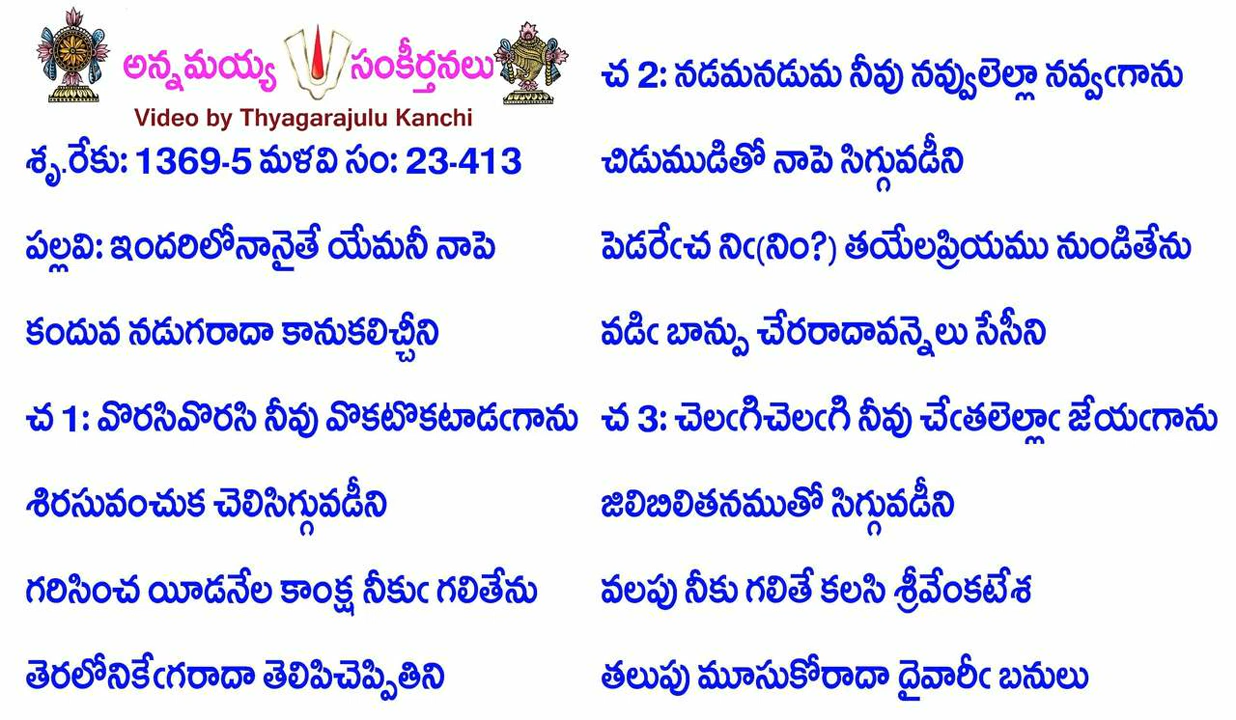 అన్నమయ్య సంకీర్తనలు
Video by Thyagarajulu Kanchi
శృ.రేకు: 1369-5 మళవి సం: 23-413
పల్లవి: ఇందరిలోనానైతే యేమనీ నాపె
కందువ నడుగరాదా కానుకలిచ్చీని
చ 1: వొరసివొరసి నీవు వొకటొకటాడఁగాను
శిరసువంచుక చెలిసిగ్గువడీని
గరిసించ యీడనేల కాంక్ష నీకుఁ గలితేను
తెరలోనికేఁగరాదా తెలిపిచెప్పితిని
చ 2: నడమనడుమ నీవు నవ్వులెల్లా నవ్వఁగాను
చిడుముడితో నాపె సిగ్గువడీని
పెడరేఁచ నిఁ(నిం?) తయేలప్రియము నుండితేను
వడిఁ బాన్పు చేరరాదావన్నెలు సేసీని
చ 3: చెలఁగిచెలఁగి నీవు చేఁతలెల్లాఁ జేయఁగాను
జిలిబిలితనముతో సిగ్గువడీని
వలపు నీకు గలితే కలసి శ్రీవేంకటేశ
తలుపు మూసుకోరాదా దైవారీఁ బనులు